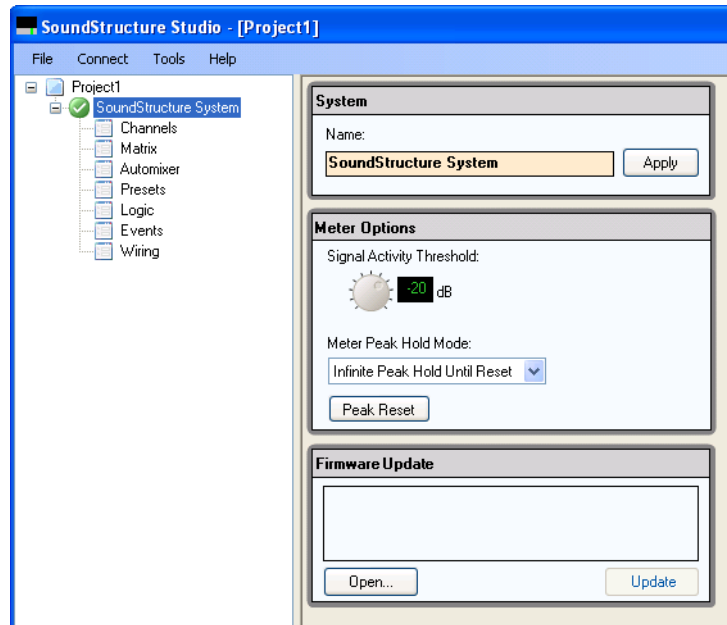 SoundStructure Studio - [Project1]
File Connect Tools Help
Project1
SoundStructure System
Channels
Matrix
Automixer
Presets
Logic
Events
Wiring
System
Name:
SoundStructure System Apply
Meter Options
Signal Activity Threshold:
-20 dB
Meter Peak Hold Mode:
Infinite Peak Hold Until Reset
Peak Reset
Firmware Update
Open... Update